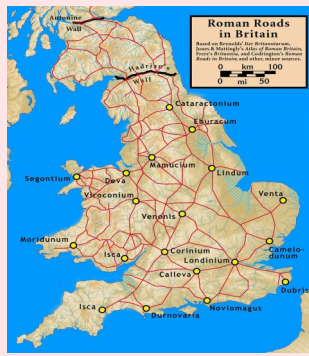 Roman Roads
in Britain
Based on Reynolds' Iter Britanniarum,
Jones & Mattingly's Atlas of Roman Britain,
Frere's Britannia, and Codrington's Roman
Roads in Britain; and other, minor sources.
0 km 100
0 mi 50
Antonine
Wall
Hadrian's
Wall
Cataractonium
Eburacum
Mamucium
Segontium
Deva
Lindum
Viroconium
Venta
Venonis
Moridunum
Isca
Corinium
Camelo-
dunum
Londinium
Calleva
Dubris
Isca
Durnovaria
Noviomagus